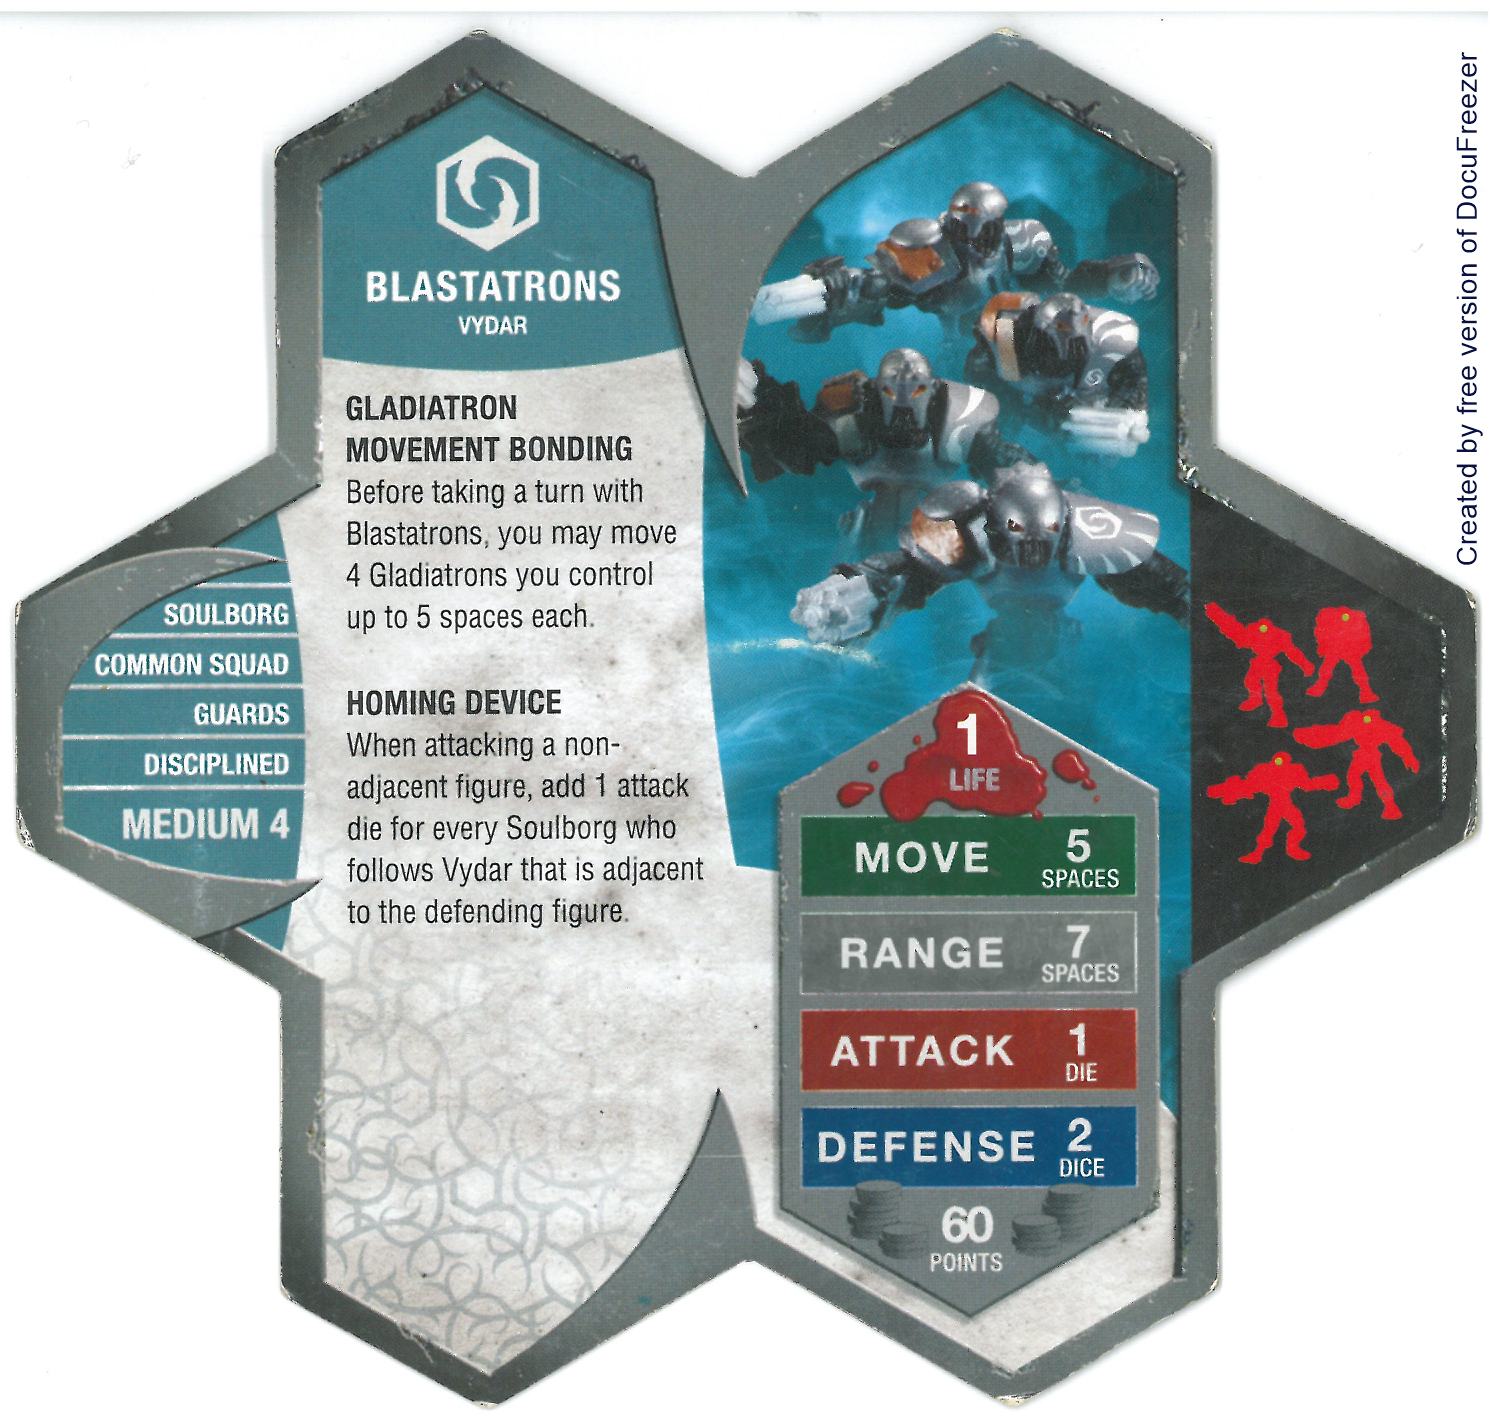 BLASTATRONS
VYDAR
GLADIATRON
MOVEMENT BONDING
Before taking a turn with
Blastatrons, you may move
4 Gladiatrons you control
up to 5 spaces each.
HOMING DEVICE
When attacking a non-
adjacent figure, add 1 attack
die for every Soulborg who
follows Vydar that is adjacent
to the defending figure.
SOULBORG
COMMON SQUAD
GUARDS
DISCIPLINED
MEDIUM 4
1
LIFE
MOVE 5
SPACES
RANGE 7
SPACES
ATTACK 1
DIE
DEFENSE 2
DICE
60
POINTS
Created by free version of DocuFreezer